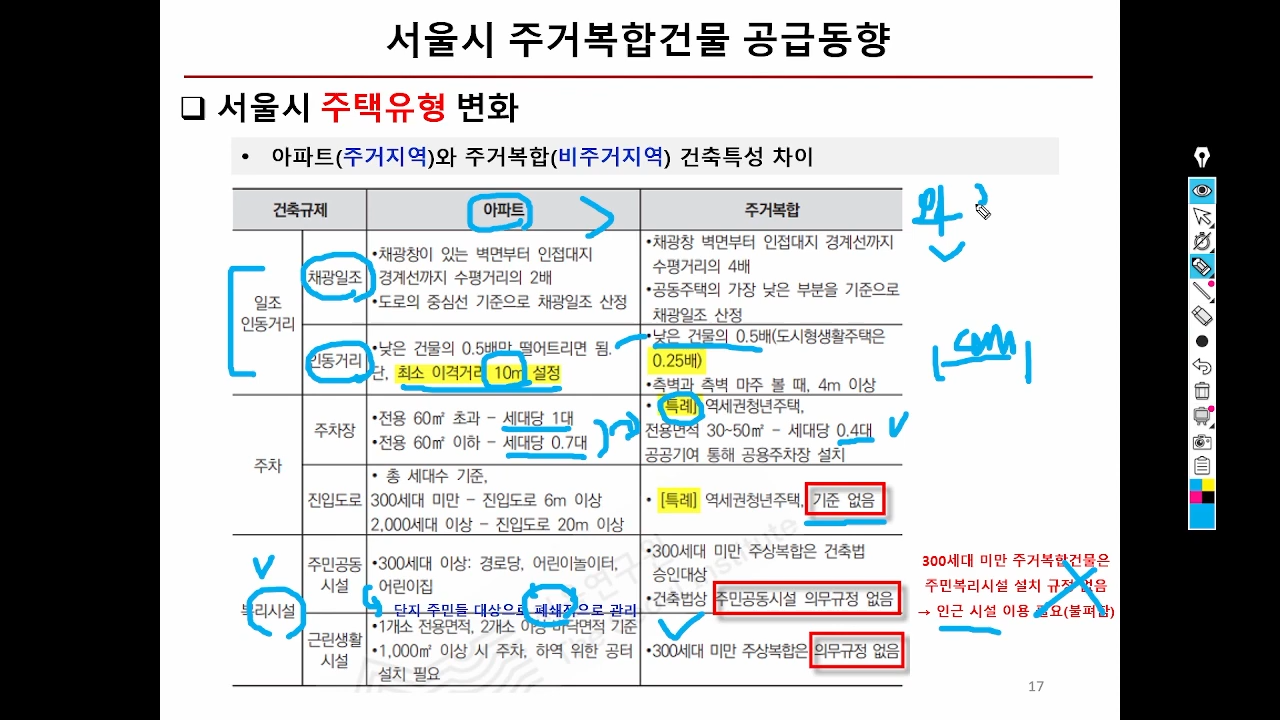 서울시 주거복합건물 공급동향
❑ 서울시 주택유형 변화
• 아파트(주거지역)와 주거복합(비주거지역) 건축특성 차이
건축규제 아파트 주거복합
일조
인동거리
채광일조
•채광창이 있는 벽면부터 인접대지
경계선까지 수평거리의 2배
•도로의 중심선 기준으로 채광일조 산정
•채광창 벽면부터 인접대지 경계선까지
수평거리의 4배
•공동주택의 가장 낮은 부분을 기준으로
채광일조 산정
인동거리
•낮은 건물의 0.5배만 떨어트리면 됨.
단, 최소 이격거리 10m 설정
•낮은 건물의 0.5배(도시형생활주택은
0.25배)
•측벽과 측벽 마주 볼 때, 4m 이상
주차
주차장
•전용 60㎡ 초과 – 세대당 1대
•전용 60㎡ 이하 – 세대당 0.7대
• [특례] 역세권청년주택,
전용면적 30~50㎡ – 세대당 0.4대
공공기여 통해 공용주차장 설치
진입도로
• 총 세대수 기준,
300세대 미만 – 진입도로 6m 이상
2,000세대 이상 – 진입도로 20m 이상
• [특례] 역세권청년주택, 기준 없음
복리시설
주민공동
시설
•300세대 이상: 경로당, 어린이놀이터,
어린이집
단지 주민들 대상으로 폐쇄적으로 관리
•300세대 미만 주상복합은 건축법
승인대상
•건축법상 주민공동시설 의무규정 없음
근린생활
시설
•1개소 전용면적, 2개소 이상 바닥면적 기준
•1,000㎡ 이상 시 주차, 하역 위한 공터
설치 필요
•300세대 미만 주상복합은 의무규정 없음
300세대 미만 주거복합건물은
주민복리시설 설치 규정 없음
→ 인근 시설 이용 필요(불퍼함)
17